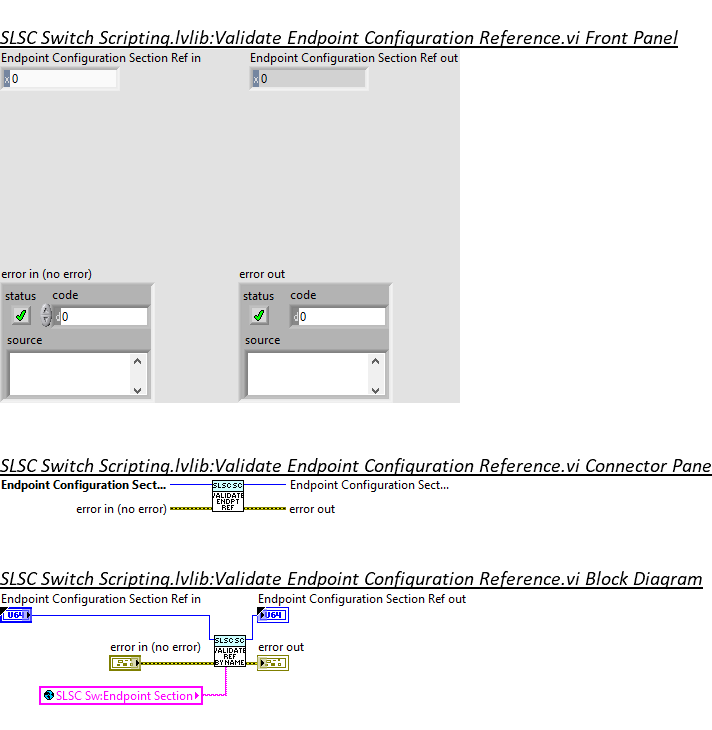 SLSC Switch Scripting.lvlib:Validate Endpoint Configuration Reference.vi Front Panel
Endpoint Configuration Section Ref in
Endpoint Configuration Section Ref out
x 0
x 0
error in (no error)
error out
status code
status code
d 0
d 0
source
source
SLSC Switch Scripting.lvlib:Validate Endpoint Configuration Reference.vi Connector Pane
Endpoint Configuration Sect...
SLSC SC
VALIDATE
ENDPT
REF
Endpoint Configuration Sect...
error in (no error)
error out
SLSC Switch Scripting.lvlib:Validate Endpoint Configuration Reference.vi Block Diagram
Endpoint Configuration Section Ref in
Endpoint Configuration Section Ref out
U64
U64
error in (no error)
SLSC SC
VALIDATE
REF
BY NAME
error out
SLSC Sw:Endpoint Section